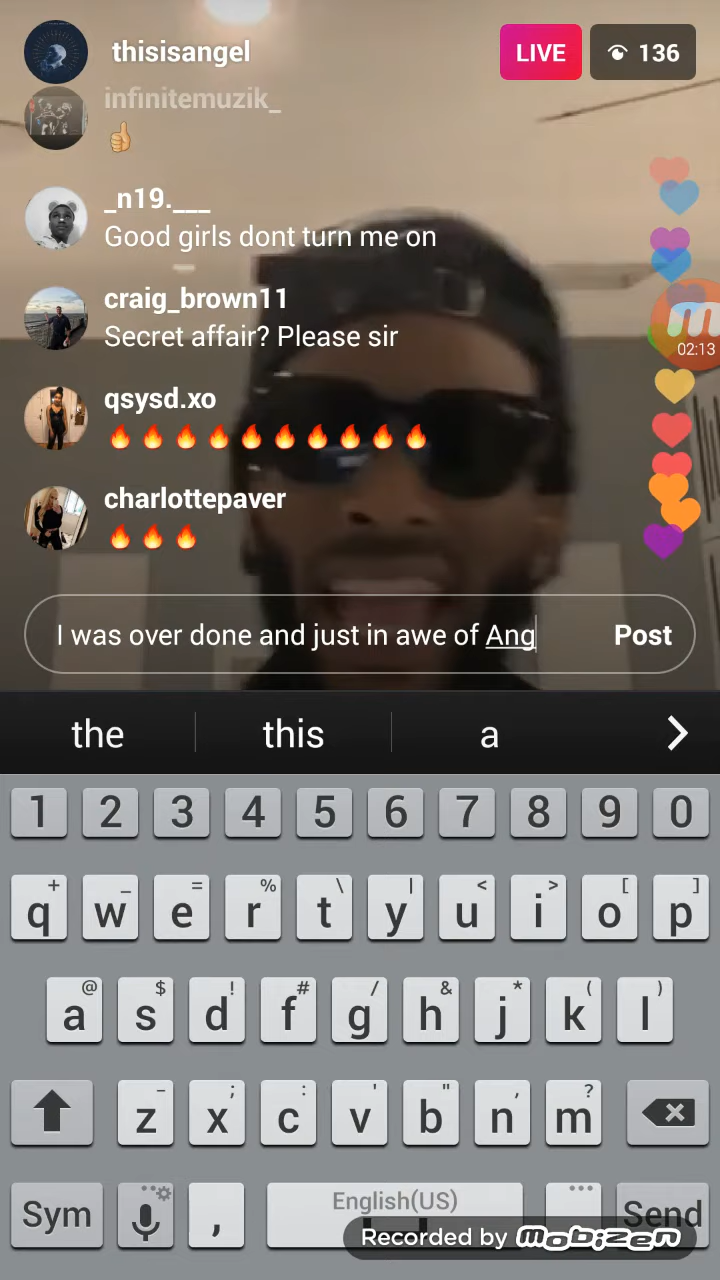 thisisangel
LIVE
136
infinitemuzik_
👍
_n19.___
Good girls dont turn me on
craig_brown11
Secret affair? Please sir
02:13
qsysd.xo
🔥🔥🔥🔥🔥🔥🔥🔥🔥🔥
charlottepaver
🔥🔥🔥
I was over done and just in awe of Ang
Post
the this a
1 2 3 4 5 6 7 8 9 0
+ _ = % \ | < > [ ]
q w e r t y u i o p
@ $ ! # / & * ( )
a s d f g h j k l
- ; : ' " , ?
z x c v b n m
Sym , English(US) Send
Recorded by mobizen